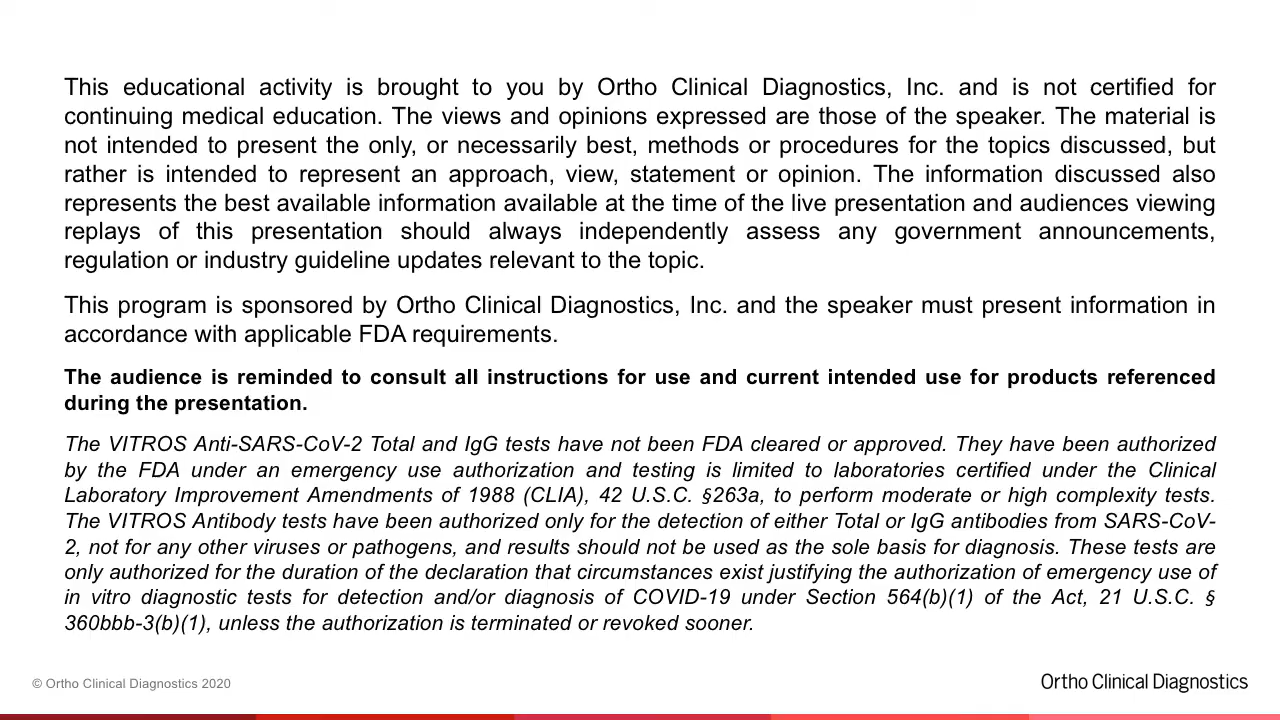 This educational activity is brought to you by Ortho Clinical Diagnostics, Inc. and is not certified for
continuing medical education. The views and opinions expressed are those of the speaker. The material is
not intended to present the only, or necessarily best, methods or procedures for the topics discussed, but
rather is intended to represent an approach, view, statement or opinion. The information discussed also
represents the best available information available at the time of the live presentation and audiences viewing
replays of this presentation should always independently assess any government announcements,
regulation or industry guideline updates relevant to the topic.
This program is sponsored by Ortho Clinical Diagnostics, Inc. and the speaker must present information in
accordance with applicable FDA requirements.
The audience is reminded to consult all instructions for use and current intended use for products referenced
during the presentation.
The VITROS Anti-SARS-CoV-2 Total and IgG tests have not been FDA cleared or approved. They have been authorized
by the FDA under an emergency use authorization and testing is limited to laboratories certified under the Clinical
Laboratory Improvement Amendments of 1988 (CLIA), 42 U.S.C. §263a, to perform moderate or high complexity tests.
The VITROS Antibody tests have been authorized only for the detection of either Total or IgG antibodies from SARS-CoV-
2, not for any other viruses or pathogens, and results should not be used as the sole basis for diagnosis. These tests are
only authorized for the duration of the declaration that circumstances exist justifying the authorization of emergency use of
in vitro diagnostic tests for detection and/or diagnosis of COVID-19 under Section 564(b)(1) of the Act, 21 U.S.C. §
360bbb-3(b)(1), unless the authorization is terminated or revoked sooner.
© Ortho Clinical Diagnostics 2020
Ortho Clinical Diagnostics